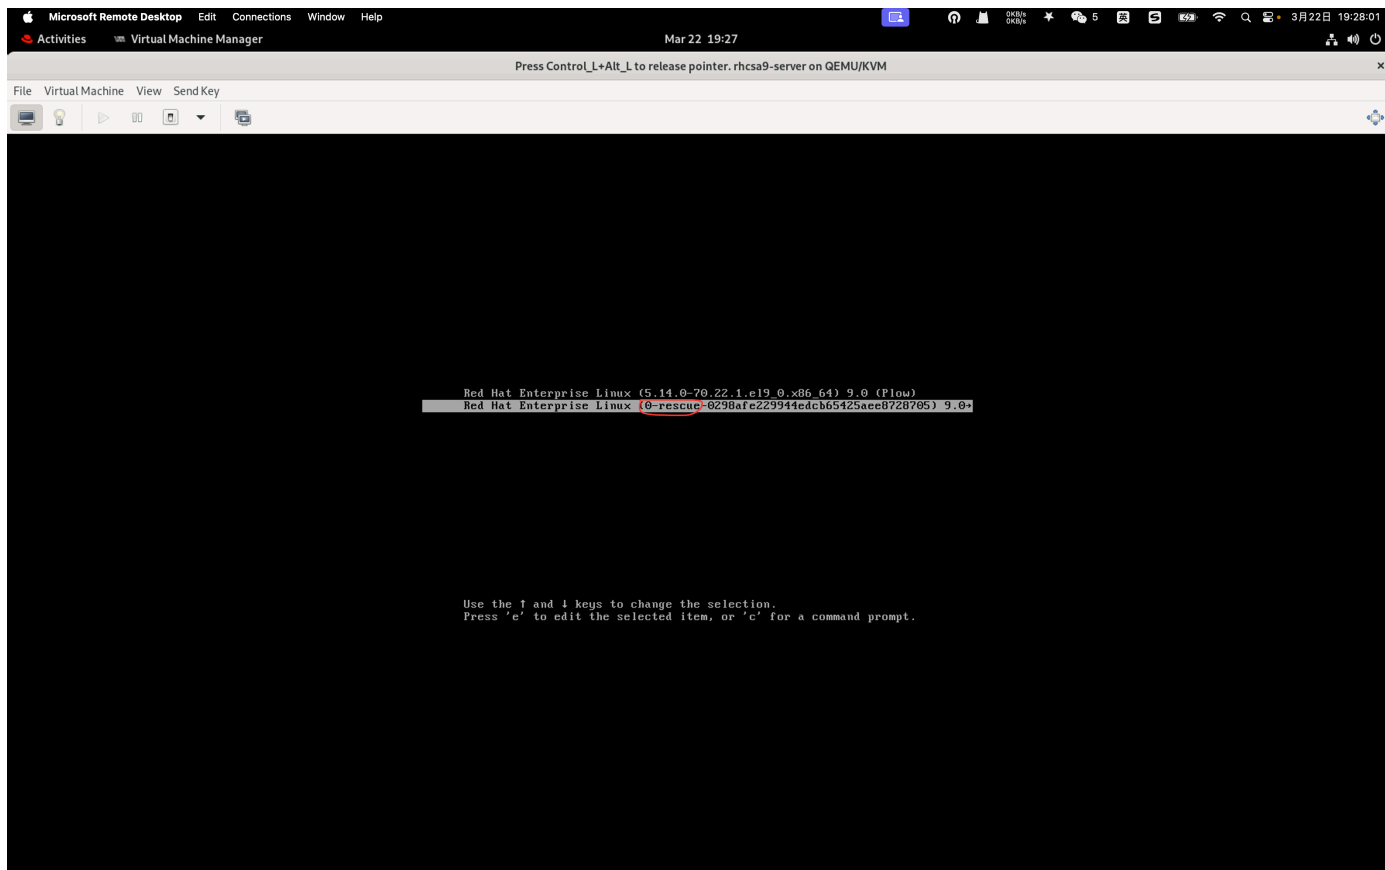 Microsoft Remote Desktop Edit Connections Window Help 0KB/s 0KB/s 5 英 3月22日 19:28:01
Activities Virtual Machine Manager Mar 22 19:27
Press Control_L+Alt_L to release pointer. rhcsa9-server on QEMU/KVM
File Virtual Machine View Send Key
Red Hat Enterprise Linux (5.14.0-70.22.1.el9_0.x86_64) 9.0 (Plow)
Red Hat Enterprise Linux (0-rescue-0298afe229944edcb65425aee8728705) 9.0→
Use the ↑ and ↓ keys to change the selection.
Press 'e' to edit the selected item, or 'c' for a command prompt.